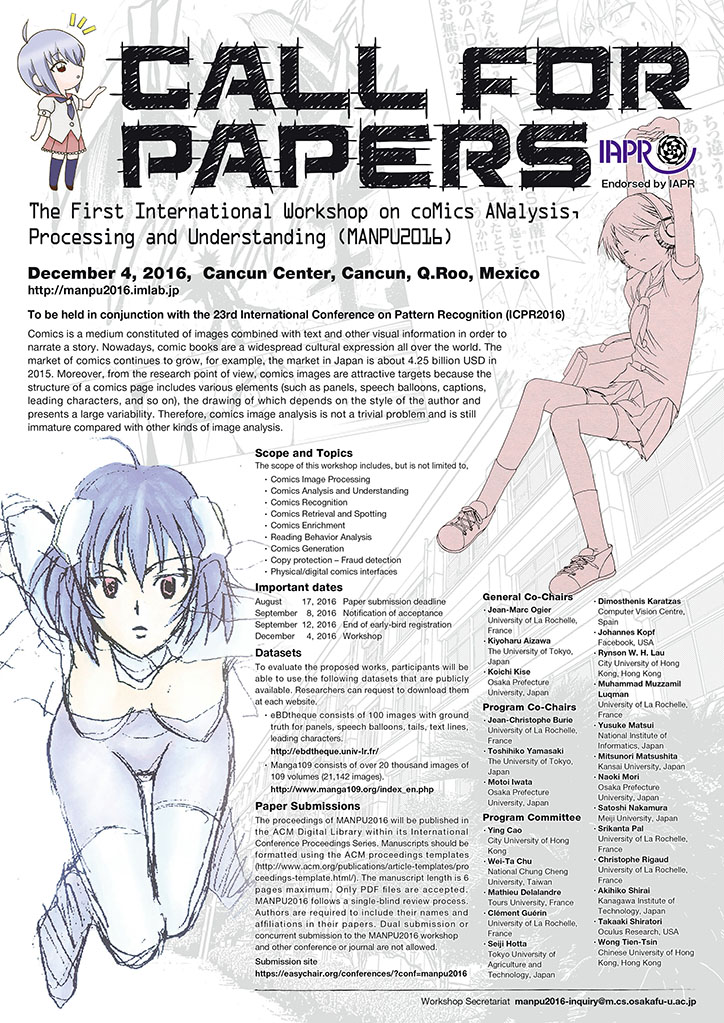 CALL FOR
PAPERS
IAPR
Endorsed by IAPR
The First International Workshop on coMics ANalysis,
Processing and Understanding (MANPU2016)
December 4, 2016, Cancun Center, Cancun, Q.Roo, Mexico
http://manpu2016.imlab.jp
To be held in conjunction with the 23rd International Conference on Pattern Recognition (ICPR2016)
Comics is a medium constituted of images combined with text and other visual information in order to
narrate a story. Nowadays, comic books are a widespread cultural expression all over the world. The
market of comics continues to grow, for example, the market in Japan is about 4.25 billion USD in
2015. Moreover, from the research point of view, comics images are attractive targets because the
structure of a comics page includes various elements (such as panels, speech balloons, captions,
leading characters, and so on), the drawing of which depends on the style of the author and
presents a large variability. Therefore, comics image analysis is not a trivial problem and is still
immature compared with other kinds of image analysis.
Scope and Topics
The scope of this workshop includes, but is not limited to,
・Comics Image Processing
・Comics Analysis and Understanding
・Comics Recognition
・Comics Retrieval and Spotting
・Comics Enrichment
・Reading Behavior Analysis
・Comics Generation
・Copy protection – Fraud detection
・Physical/digital comics interfaces
Important dates
August 17, 2016 Paper submission deadline
September 8, 2016 Notification of acceptance
September 12, 2016 End of early-bird registration
December 4, 2016 Workshop
Datasets
To evaluate the proposed works, participants will be
able to use the following datasets that are publicly
available. Researchers can request to download them
at each website.
・eBDtheque consists of 100 images with ground
truth for panels, speech balloons, tails, text lines,
leading characters.
http://ebdtheque.univ-lr.fr/
・Manga109 consists of over 20 thousand images of
109 volumes (21,142 images).
http://www.manga109.org/index_en.php
Paper Submissions
The proceedings of MANPU2016 will be published in
the ACM Digital Library within its International
Conference Proceedings Series. Manuscripts should be
formatted using the ACM proceedings templates
(http://www.acm.org/publications/article-templates/pro
ceedings-template.html/). The manuscript length is 6
pages maximum. Only PDF files are accepted.
MANPU2016 follows a single-blind review process.
Authors are required to include their names and
affiliations in their papers. Dual submission or
concurrent submission to the MANPU2016 workshop
and other conference or journal are not allowed.
Submission site
https://easychair.org/conferences/?conf=manpu2016
General Co-Chairs
・Jean-Marc Ogier
University of La Rochelle,
France
・Kiyoharu Aizawa
The University of Tokyo,
Japan
・Koichi Kise
Osaka Prefecture
University, Japan
Program Co-Chairs
・Jean-Christophe Burie
University of La Rochelle,
France
・Toshihiko Yamasaki
The University of Tokyo,
Japan
・Motoi Iwata
Osaka Prefecture
University, Japan
Program Committee
・Ying Cao
City University of Hong
Kong
・Wei-Ta Chu
National Chung Cheng
University, Taiwan
・Mathieu Delalandre
Tours University, France
・Clément Guérin
University of La Rochelle,
France
・Seiji Hotta
Tokyo University of
Agriculture and
Technology, Japan
・Dimosthenis Karatzas
Computer Vision Centre,
Spain
・Johannes Kopf
Facebook, USA
・Rynson W. H. Lau
City University of Hong
Kong, Hong Kong
・Muhammad Muzzamil
Luqman
University of La Rochelle,
France
・Yusuke Matsui
National Institute of
Informatics, Japan
・Mitsunori Matsushita
Kansai University, Japan
・Naoki Mori
Osaka Prefecture
University, Japan
・Satoshi Nakamura
Meiji University, Japan
・Srikanta Pal
University of La Rochelle,
France
・Christophe Rigaud
University of La Rochelle,
France
・Akihiko Shirai
Kanagawa Institute of
Technology, Japan
・Takaaki Shiratori
Oculus Research, USA
・Wong Tien-Tsin
Chinese University of Hong
Kong, Hong Kong
Workshop Secretariat manpu2016-inquiry@m.cs.osakafu-u.ac.jp